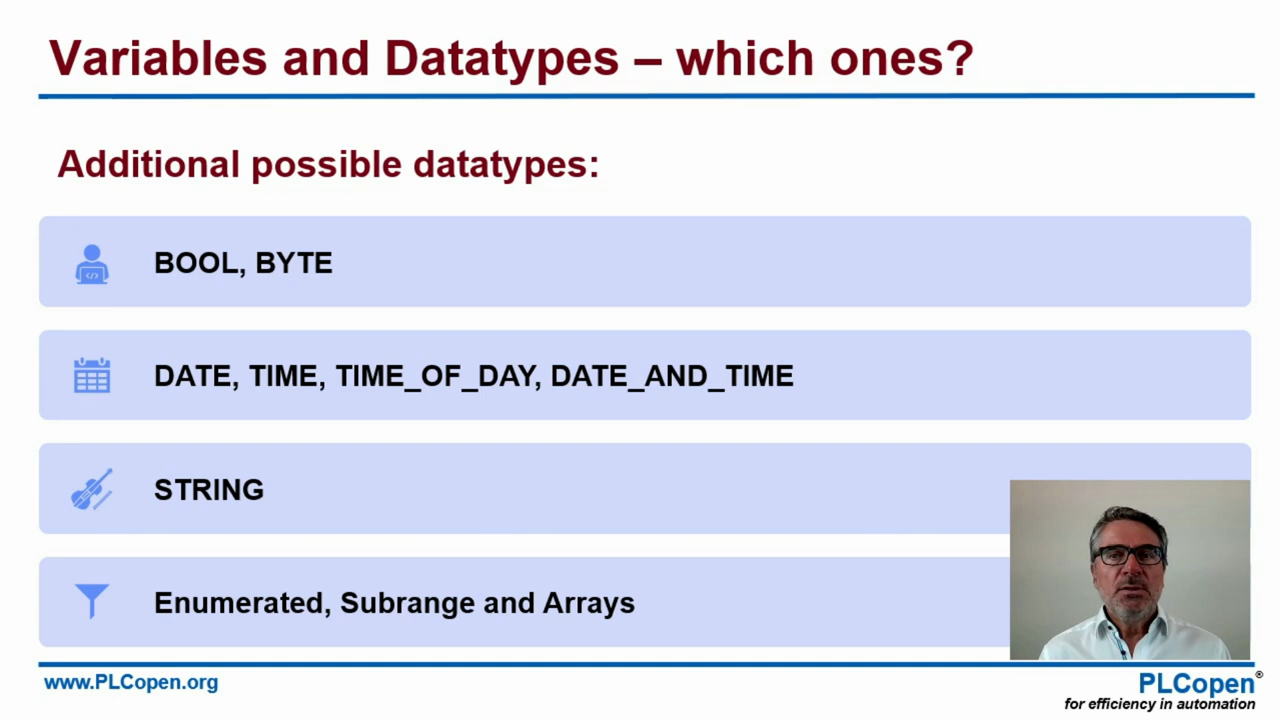 Variables and Datatypes – which ones?
Additional possible datatypes:
BOOL, BYTE
DATE, TIME, TIME_OF_DAY, DATE_AND_TIME
STRING
Enumerated, Subrange and Arrays
www.PLCopen.org
PLCopen®
for efficiency in automation